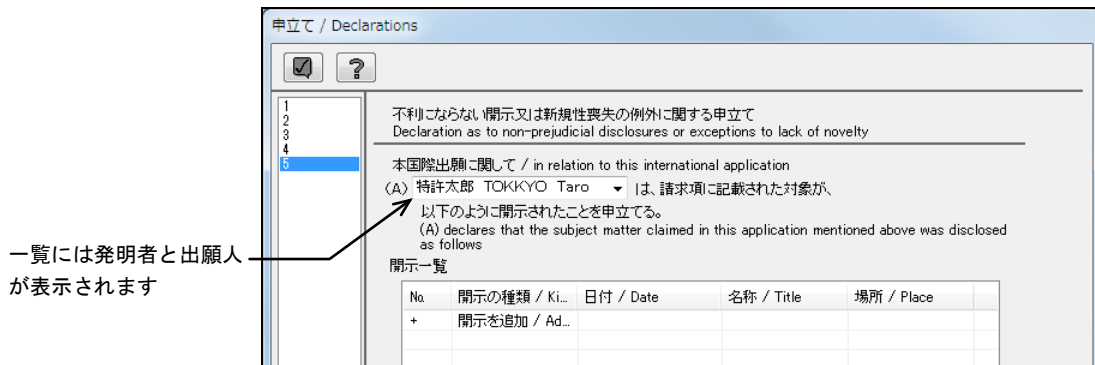 申立て / Declarations
1
2
3
4
5
不利にならない開示又は新規性喪失の例外に関する申立て
Declaration as to non-prejudicial disclosures or exceptions to lack of novelty
本国際出願に関して / in relation to this international application
(A) 特許太郎 TOKKYO Taro は、請求項に記載された対象が、
以下のように開示されたことを申立てる。
(A) declares that the subject matter claimed in this application mentioned above was disclosed
as follows
一覧には発明者と出願人
が表示されます
開示一覧
No. 開示の種類 / Ki... 日付 / Date 名称 / Title 場所 / Place
+ 開示を追加 / Ad...